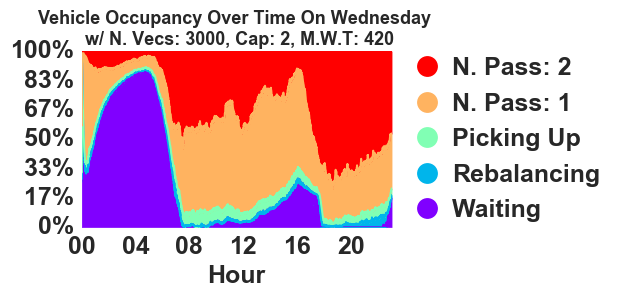 Vehicle Occupancy Over Time On Wednesday
w/ N. Vecs: 3000, Cap: 2, M.W.T: 420
100%
83%
67%
50%
33%
17%
0%
00 04 08 12 16 20
Hour
N. Pass: 2
N. Pass: 1
Picking Up
Rebalancing
Waiting